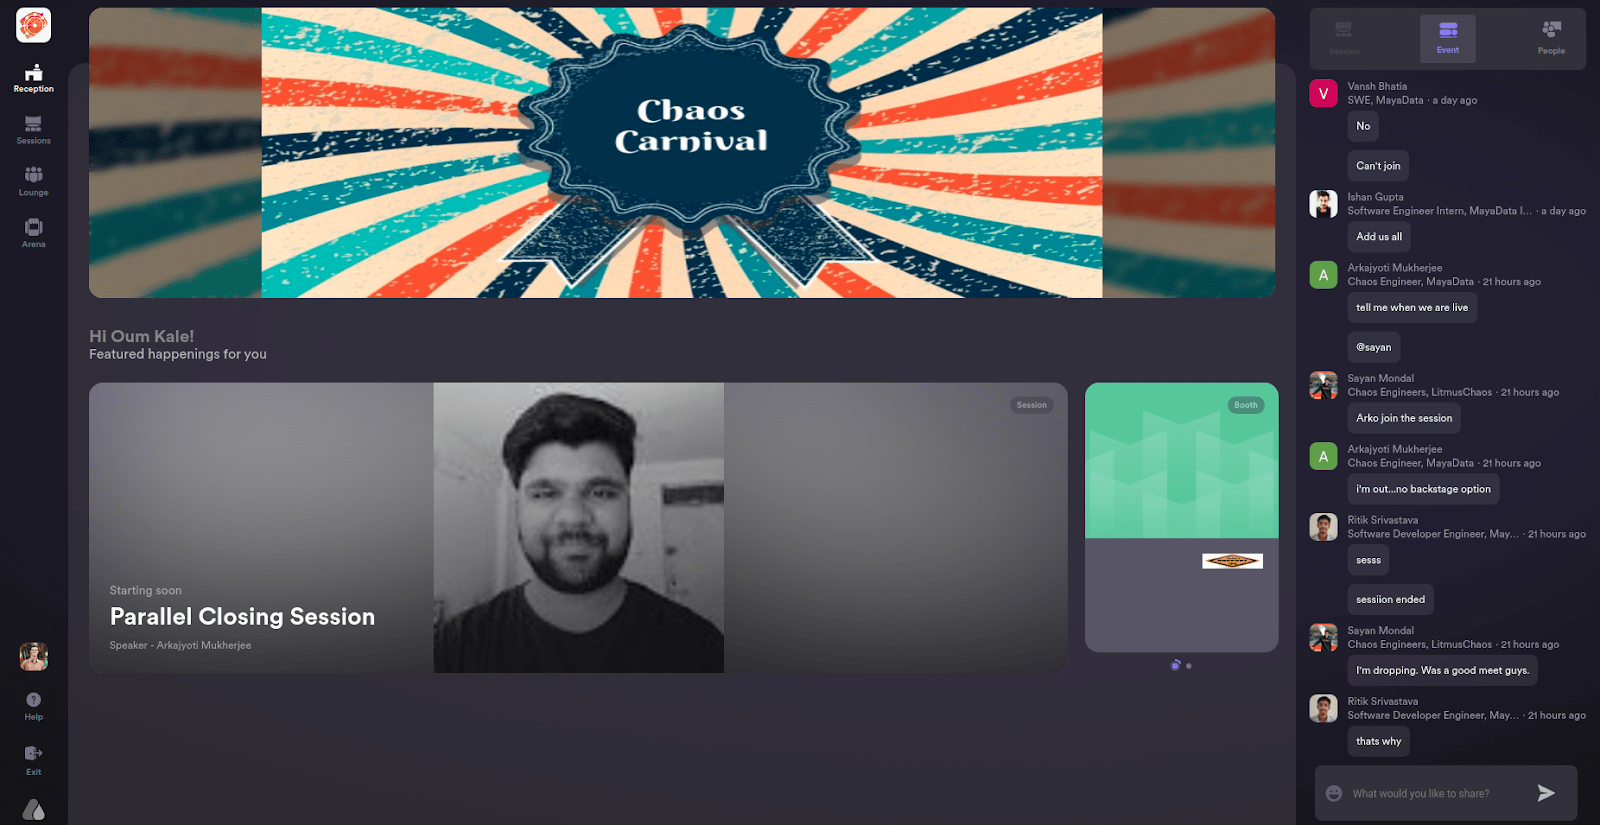 Reception
Sessions
Lounge
Arena
Help
Exit
Chaos
Carnival
Hi Oum Kale!
Featured happenings for you
Session
Starting soon
Parallel Closing Session
Speaker - Arkajyoti Mukherjee
Booth
Session
Event
People
V
Vansh Bhatia
SWE, MayaData · a day ago
No
Can't join
Ishan Gupta
Software Engineer Intern, MayaData I... · a day ago
Add us all
A
Arkajyoti Mukherjee
Chaos Engineer, MayaData · 21 hours ago
tell me when we are live
@sayan
Sayan Mondal
Chaos Engineers, LitmusChaos · 21 hours ago
Arko join the session
A
Arkajyoti Mukherjee
Chaos Engineer, MayaData · 21 hours ago
i'm out...no backstage option
Ritik Srivastava
Software Developer Engineer, May... · 21 hours ago
sesss
sessiion ended
Sayan Mondal
Chaos Engineers, LitmusChaos · 21 hours ago
I'm dropping. Was a good meet guys.
Ritik Srivastava
Software Developer Engineer, May... · 21 hours ago
thats why
What would you like to share?